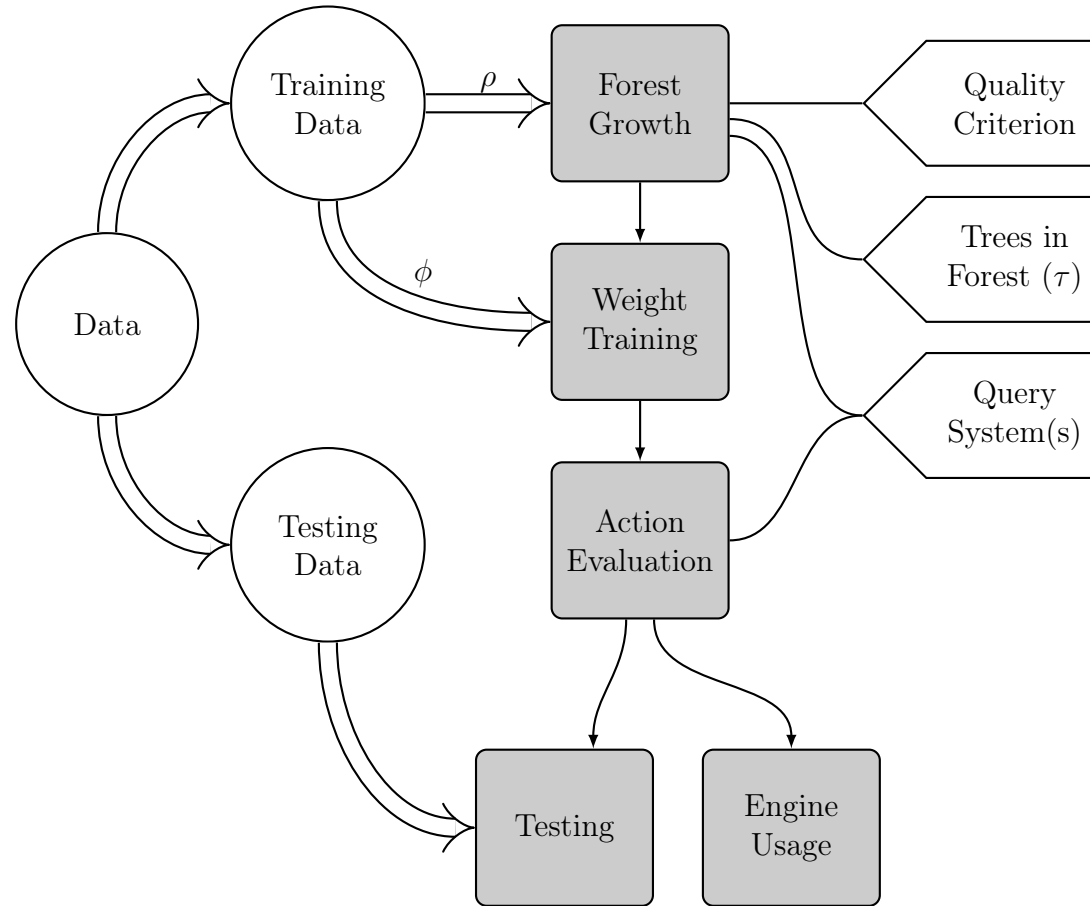 Training
Data
ρ
Forest
Growth
Quality
Criterion
Trees in
Forest (τ)
ϕ
Data
Weight
Training
Query
System(s)
Testing
Data
Action
Evaluation
Testing
Engine
Usage